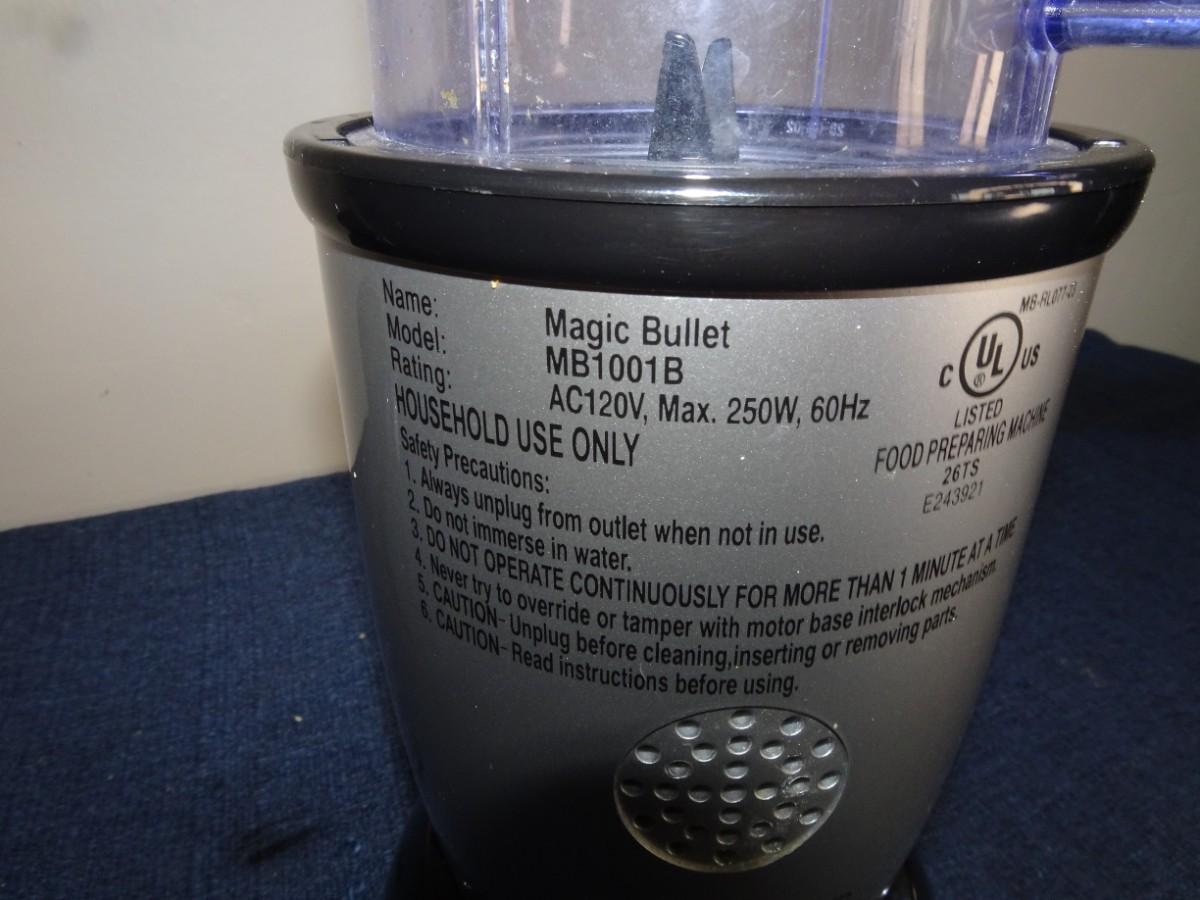 Name: Magic Bullet
Model: MB1001B
Rating: AC120V, Max. 250W, 60Hz
HOUSEHOLD USE ONLY
Safety Precautions:
1. Always unplug from outlet when not in use.
2. Do not immerse in water.
3. DO NOT OPERATE CONTINUOUSLY FOR MORE THAN 1 MINUTE AT A TIME
4. Never try to override or tamper with motor base interlock mechanism.
5. CAUTION- Unplug before cleaning,inserting or removing parts.
6. CAUTION- Read instructions before using.
C UL ® US
LISTED
FOOD PREPARING MACHINE
26TS
E243921